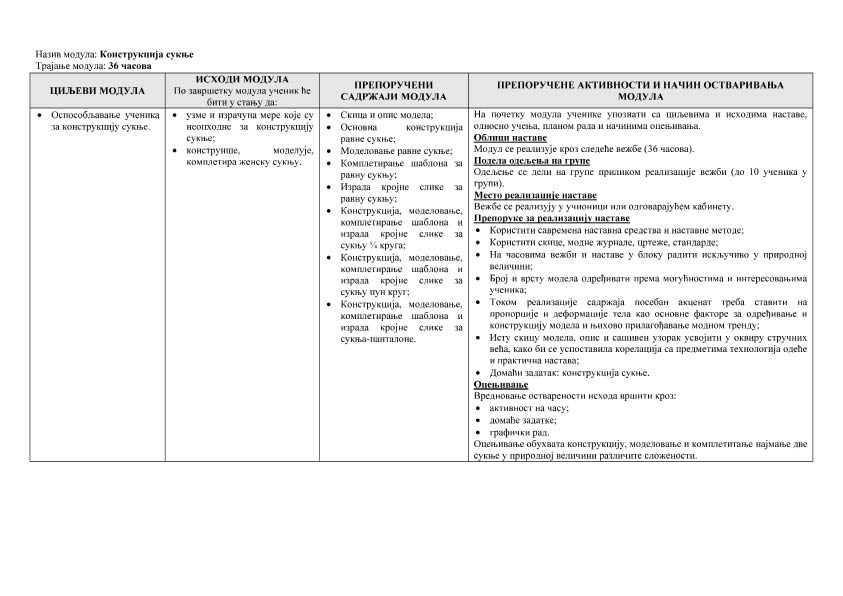 Назив модула: Конструкција сукње
Трајање модула: 36 часова
ЦИЉЕВИ МОДУЛА
ИСХОДИ МОДУЛА
По завршетку модула ученик ће
бити у стању да:
ПРЕПОРУЧЕНИ
САДРЖАЈИ МОДУЛА
ПРЕПОРУЧЕНЕ АКТИВНОСТИ И НАЧИН ОСТВАРИВАЊА
МОДУЛА
• Оспособљавање ученика
за конструкцију сукње.
• узме и израчуна мере које су
неопходне за конструкцију
сукње;
• конструише, моделује,
комплетира женску сукњу.
• Скица и опис модела;
• Основна конструкција
равне сукње;
• Моделовање равне сукње;
• Комплетирање шаблона за
равну сукњу;
• Израда кројне слике за
равну сукњу;
• Конструкција, моделовање,
комплетирање шаблона и
израда кројне слике за
сукњу ¼ круга;
• Конструкција, моделовање,
комплетирање шаблона и
израда кројне слике за
сукњу пун круг;
• Конструкција, моделовање,
комплетирање шаблона и
израда кројне слике за
сукња-панталоне.
На почетку модула ученике упознати са циљевима и исходима наставе,
односно учења, планом рада и начинима оцењивања.
Облици наставе
Модул се реализује кроз следеће вежбе (36 часова).
Подела одељења на групе
Одељење се дели на групе приликом реализације вежби (до 10 ученика у
групи).
Место реализације наставе
Вежбе се реализују у учионици или одговарајућем кабинету.
Препоруке за реализацију наставе
• Користити савремена наставна средства и наставне методе;
• Користити скице, модне журнале, цртеже, стандарде;
• На часовима вежби и наставе у блоку радити искључиво у природној
величини;
• Број и врсту модела одређивати према могућностима и интересовањима
ученика;
• Током реализације садржаја посебан акценат треба ставити на
пропорције и деформације тела као основне факторе за одређивање и
конструкцију модела и њихово прилагођавање модном тренду;
• Исту скицу модела, опис и сашивен узорак усвојити у оквиру стручних
већа, како би се успоставила корелација са предметима технологија одеће
и практична настава;
• Домаћи задатак: конструкција сукње.
Оцењивање
Вредновање остварености исхода вршити кроз:
• активност на часу;
• домаће задатке;
• графички рад.
Оцењивање обухвата конструкцију, моделовање и комплетитање најмање две
сукње у природној величини различите сложености.